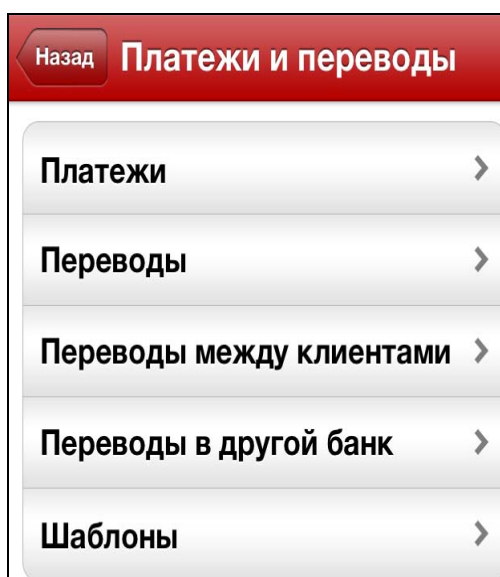 Назад Платежи и переводы
Платежи
Переводы
Переводы между клиентами
Переводы в другой банк
Шаблоны